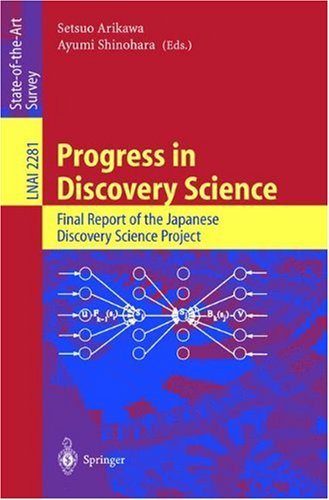 Setsuo Arikawa
Ayumi Shinohara (Eds.)
State-of-the-Art
Survey
LNAI 2281
Progress in
Discovery Science
Final Report of the Japanese
Discovery Science Project
Springer